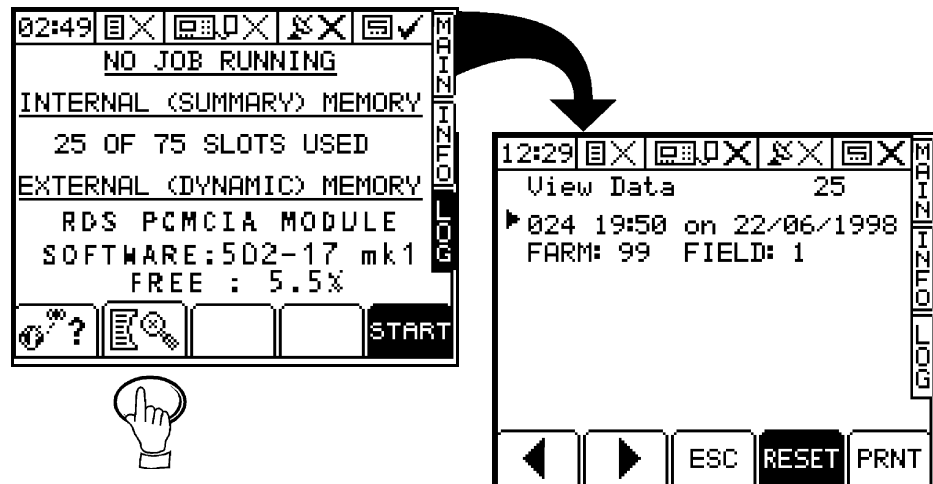 02:49
NO JOB RUNNING
INTERNAL (SUMMARY) MEMORY
25 OF 75 SLOTS USED
EXTERNAL (DYNAMIC) MEMORY
RDS PCMCIA MODULE
SOFTWARE:5D2-17 mk1
FREE : 5.5%
?
START
MAIN
INFO
LOG
12:29
View Data 25
024 19:50 on 22/06/1998
FARM: 99 FIELD: 1
ESC RESET PRNT
MAIN
INFO
LOG